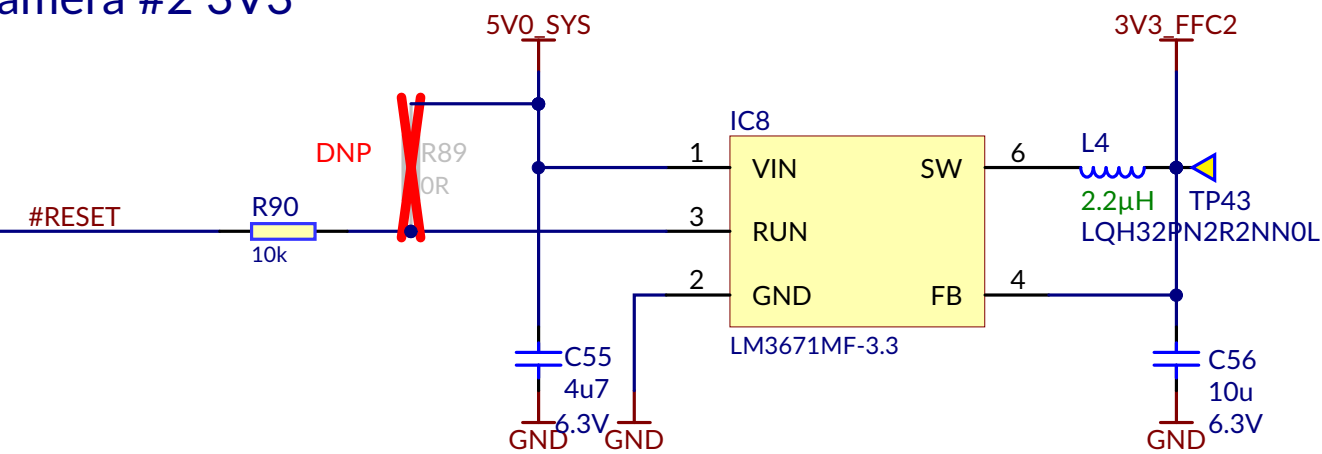 amera #2 3V3
5V0_SYS
3V3_FFC2
IC8
DNP
R89
0R
1
VIN
SW
6
L4
2.2µH
TP43
LQH32PN2R2NN0L
#RESET
R90
10k
3
RUN
2
GND
FB
4
LM3671MF-3.3
C55
4u7
6.3V
GND
GND
C56
10u
6.3V
GND